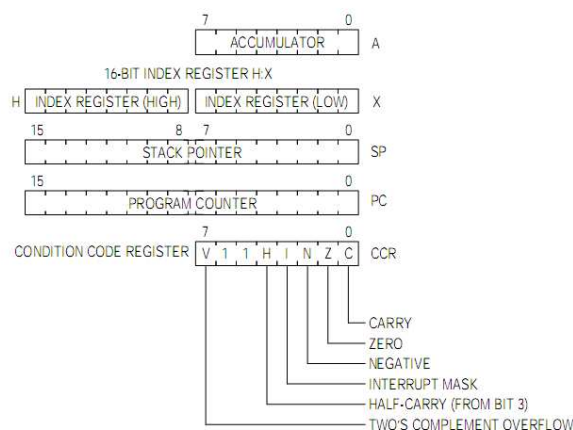 7 0
ACCUMULATOR A
16-BIT INDEX REGISTER H:X
H INDEX REGISTER (HIGH) INDEX REGISTER (LOW) X
15 8 7 0
STACK POINTER SP
15 0
PROGRAM COUNTER PC
7 0
CONDITION CODE REGISTER V 1 1 H I N Z C CCR
CARRY
ZERO
NEGATIVE
INTERRUPT MASK
HALF-CARRY (FROM BIT 3)
TWO'S COMPLEMENT OVERFLOW